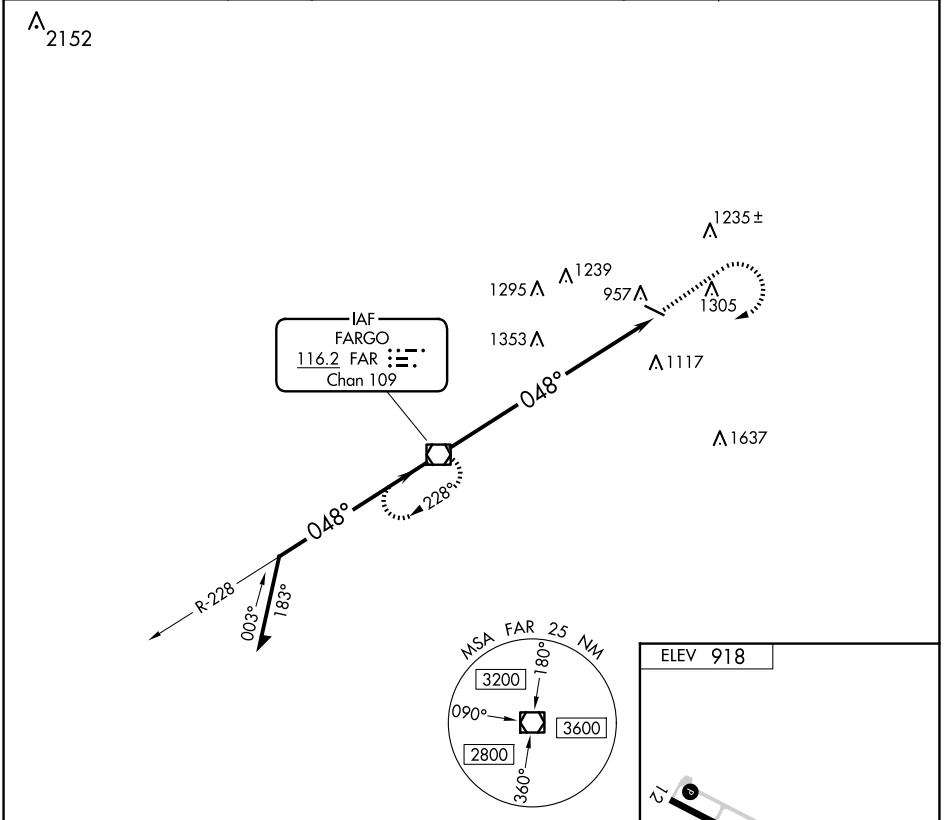 2152
1235 ±
1239
1295
957
1305
IAF
FARGO
116.2 FAR
Chan 109
1353
1117
048°
1637
228°
048°
R-228
003°
183°
MSA FAR 25 NM
180°
3200
090°
3600
2800
360°
ELEV 918
12
P